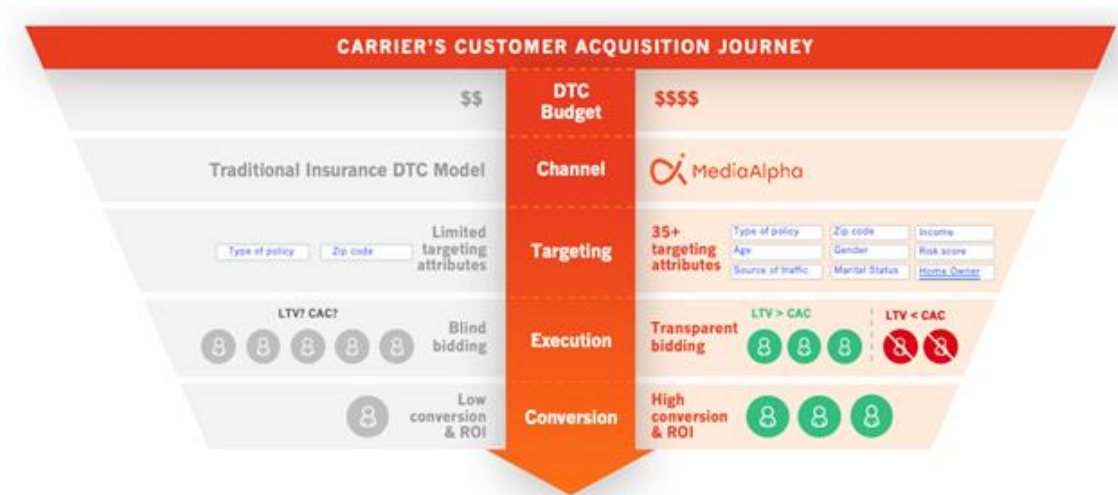 CARRIER'S CUSTOMER ACQUISITION JOURNEY
$$
DTC
Budget
$$$$
Traditional Insurance DTC Model
Channel
MediaAlpha
Type of policy
Zip code
Limited
targeting
attributes
Targeting
35+
targeting
attributes
Type of policy
Zip code
Income
Age
Gender
Risk score
Source of traffic
Marital Status
Home Owner
LTV? CAC?
Blind
bidding
Execution
Transparent
bidding
LTV > CAC
LTV < CAC
Low
conversion
& ROI
Conversion
High
conversion
& ROI